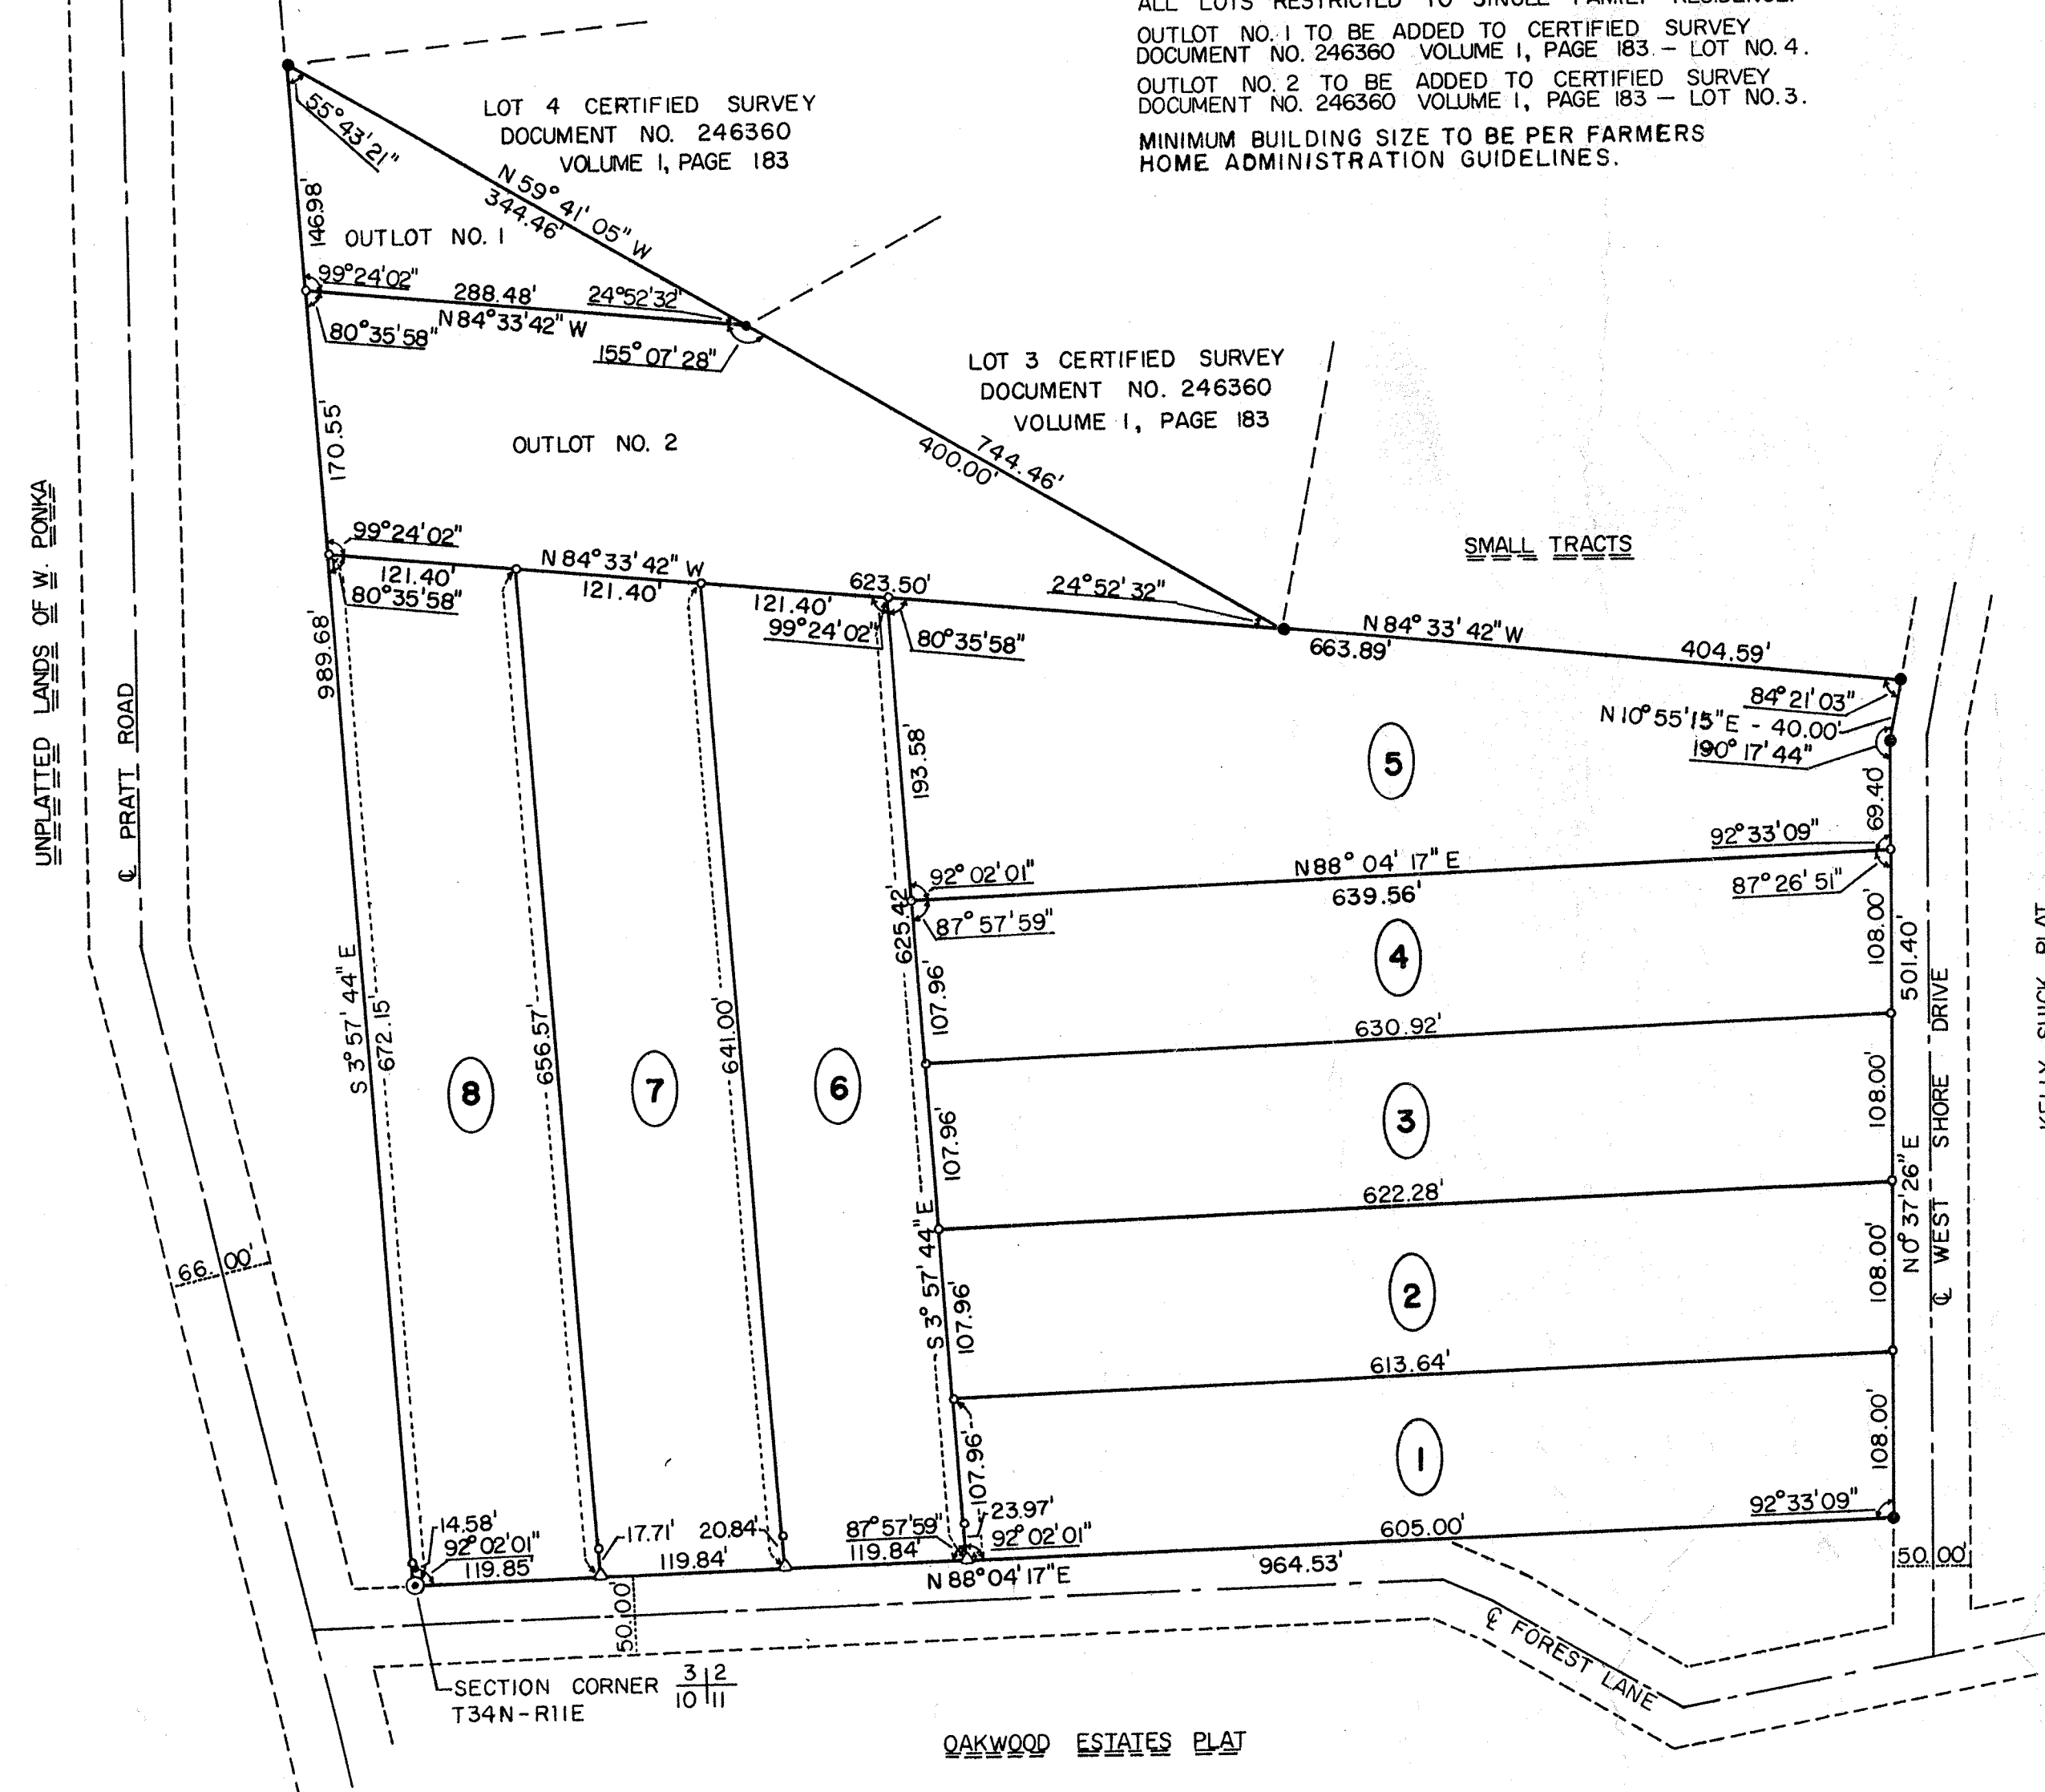 ALL LOTS RESTRICTED TO SINGLE FAMILY RESIDENCE.
OUTLOT NO. 1 TO BE ADDED TO CERTIFIED SURVEY
DOCUMENT NO. 246360 VOLUME 1, PAGE 183 – LOT NO. 4.
OUTLOT NO. 2 TO BE ADDED TO CERTIFIED SURVEY
DOCUMENT NO. 246360 VOLUME 1, PAGE 183 – LOT NO. 3.
MINIMUM BUILDING SIZE TO BE PER FARMERS
HOME ADMINISTRATION GUIDELINES.
LOT 4 CERTIFIED SURVEY
DOCUMENT NO. 246360
VOLUME 1, PAGE 183
55°43'21"
N 59° 41' 05" W
344.46'
146.98'
OUTLOT NO. 1
99°24'02"
288.48'
24°52'32"
N 84°33'42" W
80°35'58"
155°07'28"
LOT 3 CERTIFIED SURVEY
DOCUMENT NO. 246360
VOLUME 1, PAGE 183
170.55'
OUTLOT NO. 2
744.46'
400.00'
UNPLATTED LANDS OF W. PONKA
℄ PRATT ROAD
SMALL TRACTS
99°24'02"
N 84°33'42" W
121.40'
80°35'58"
121.40'
121.40'
623.50'
24°52'32"
99°24'02"
80°35'58"
N 84°33'42" W
663.89'
404.59'
84°21'03"
N 10°55'15" E - 40.00'
190°17'44"
989.68'
193.58'
5
69.40'
92°33'09"
N 88° 04' 17" E
639.56'
92°02'01"
87°26'51"
87°57'59"
625.42'
4
108.00'
501.40'
107.96'
630.92'
S 3° 57' 44" E
672.15'
656.57'
641.00'
8
7
6
3
107.96'
108.00'
622.28'
℄ WEST SHORE DRIVE
N 0° 37' 26" E
KELLY SHUCK PLAT
S 3° 57' 44" E
2
107.96'
108.00'
66.00'
613.64'
1
107.96'
108.00'
14.58'
92°02'01"
119.85'
17.71'
119.84'
20.84'
87°57'59"
119.84'
23.97'
92°02'01"
605.00'
92°33'09"
N 88°04'17" E
964.53'
50.00'
50.00'
℄ FOREST LANE
SECTION CORNER 3|2
10|11
T34N-R11E
OAKWOOD ESTATES PLAT